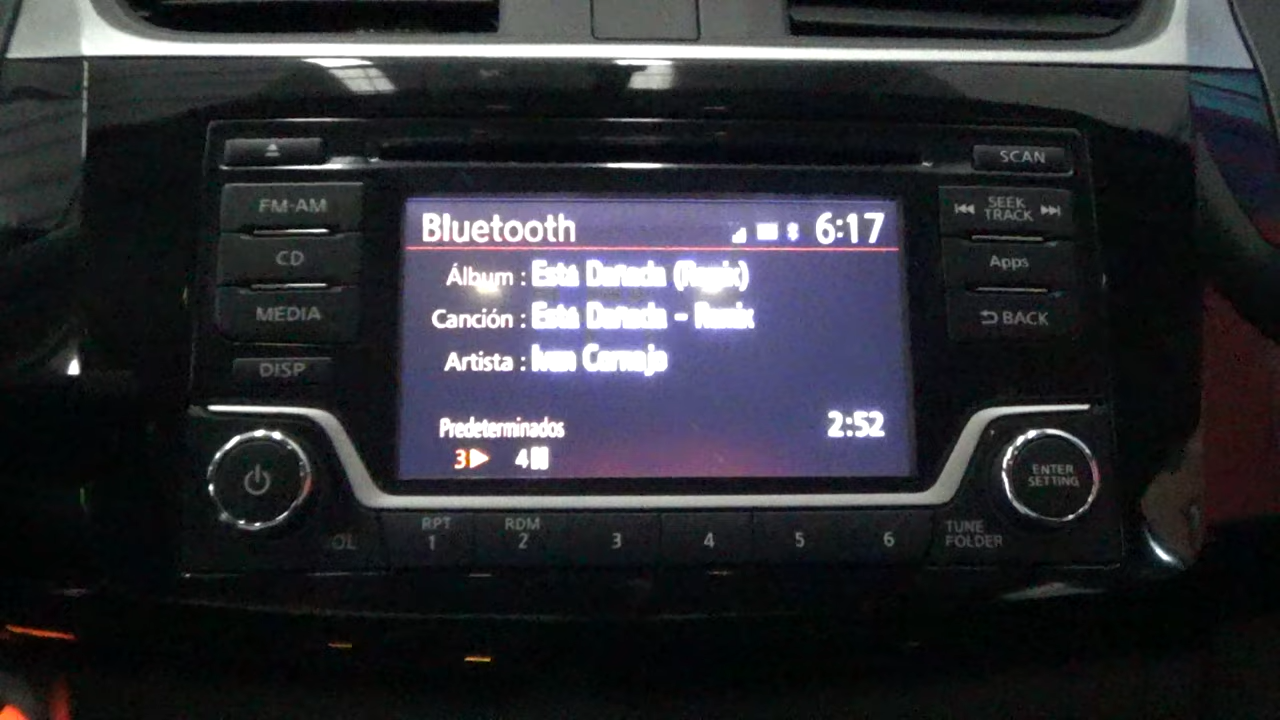 SCAN
FM-AM
SEEK
TRACK
CD
Apps
MEDIA
BACK
DISP
Bluetooth 6:17
Álbum : Está Dañada (Remix)
Canción : Está Dañada - Remix
Artista : Ivan Cornejo
Predeterminados 2:52
3 4
ENTER
SETTING
RPT RDM
1 2 3 4 5 6
TUNE
FOLDER